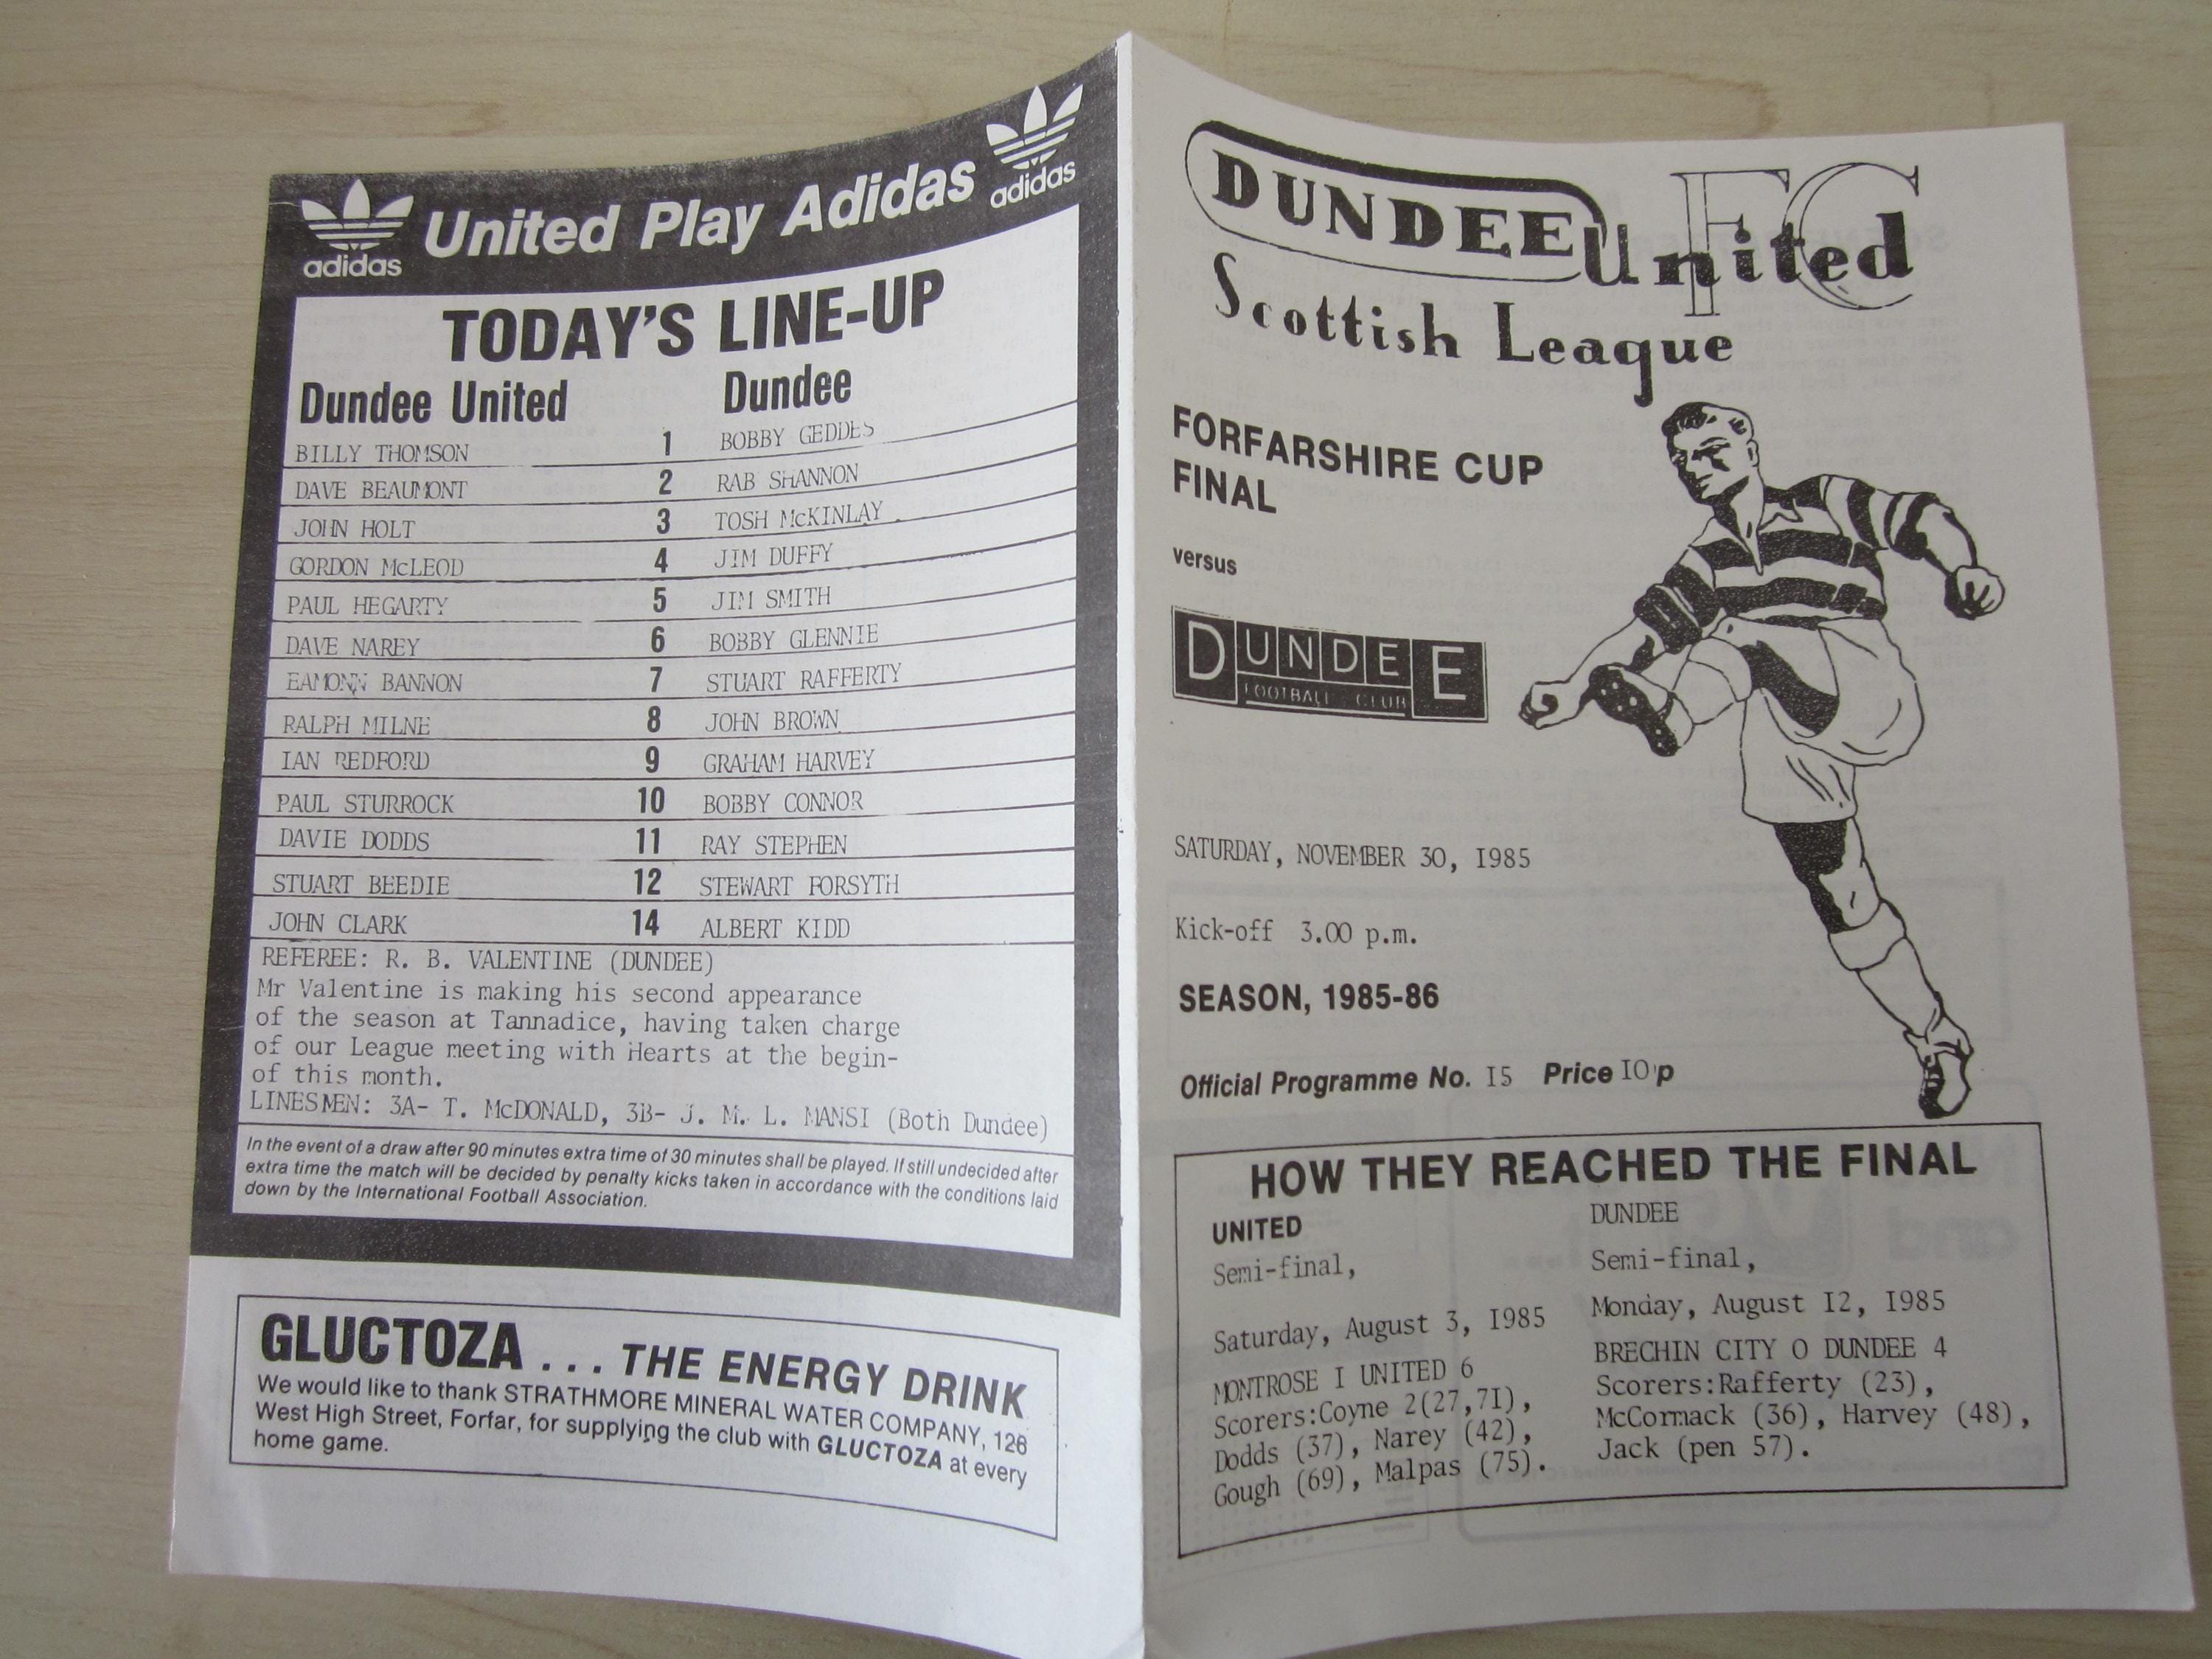 adidas
United Play Adidas
adidas
TODAY'S LINE-UP
Dundee United Dundee
BILLY THOMSON 1 BOBBY GEDDES
DAVE BEAUMONT 2 RAB SHANNON
JOHN HOLT 3 TOSH McKINLAY
GORDON McLEOD 4 JIM DUFFY
PAUL HEGARTY 5 JIM SMITH
DAVE NAREY 6 BOBBY GLENNIE
EAMONN BANNON 7 STUART RAFFERTY
RALPH MILNE 8 JOHN BROWN
IAN REDFORD 9 GRAHAM HARVEY
PAUL STURROCK 10 BOBBY CONNOR
DAVIE DODDS 11 RAY STEPHEN
STUART BEEDIE 12 STEWART FORSYTH
JOHN CLARK 14 ALBERT KIDD
REFEREE: R. B. VALENTINE (DUNDEE)
Mr Valentine is making his second appearance
of the season at Tannadice, having taken charge
of our League meeting with Hearts at the begin-
of this month.
LINESMEN: 3A- T. McDONALD, 3B- J. M. L. MANSI (Both Dundee)
In the event of a draw after 90 minutes extra time of 30 minutes shall be played. If still undecided after
extra time the match will be decided by penalty kicks taken in accordance with the conditions laid
down by the International Football Association.
GLUCTOZA . . . THE ENERGY DRINK
We would like to thank STRATHMORE MINERAL WATER COMPANY, 126
West High Street, Forfar, for supplying the club with GLUCTOZA at every
home game.
DUNDEE United FC
Scottish League
FORFARSHIRE CUP
FINAL
versus
DUNDEE
FOOTBALL CLUB
SATURDAY, NOVEMBER 30, I985
Kick-off 3.00 p.m.
SEASON, 1985-86
Official Programme No. I5 Price IO p
HOW THEY REACHED THE FINAL
UNITED
Semi-final,
Saturday, August 3, I985
MONTROSE I UNITED 6
Scorers:Coyne 2(27,7I),
Dodds (37), Narey (42),
Gough (69), Malpas (75).
DUNDEE
Semi-final,
Monday, August I2, I985
BRECHIN CITY O DUNDEE 4
Scorers:Rafferty (23),
McCormack (36), Harvey (48),
Jack (pen 57).